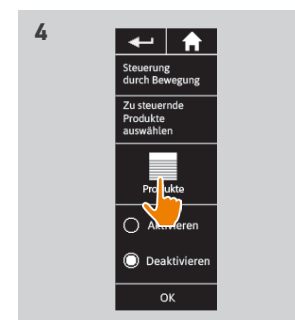 4
Steuerung
durch Bewegung
Zu steuernde
Produkte
auswählen
Produkte
Aktivieren
Deaktivieren
OK